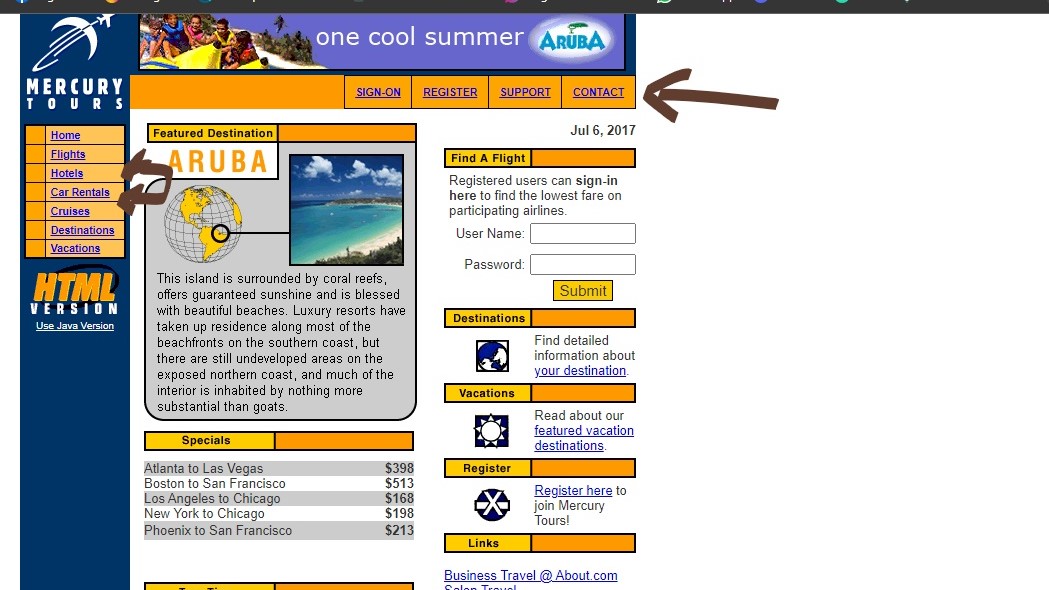 one cool summer ARUBA
MERCURY
TOURS
SIGN-ON REGISTER SUPPORT CONTACT
Home
Flights
Hotels
Car Rentals
Cruises
Destinations
Vacations
HTML
VERSION
Use Java Version
Featured Destination
ARUBA
This island is surrounded by coral reefs,
offers guaranteed sunshine and is blessed
with beautiful beaches. Luxury resorts have
taken up residence along most of the
beachfronts on the southern coast, but
there are still undeveloped areas on the
exposed northern coast, and much of the
interior is inhabited by nothing more
substantial than goats.
Specials
Atlanta to Las Vegas $398
Boston to San Francisco $513
Los Angeles to Chicago $168
New York to Chicago $198
Phoenix to San Francisco $213
Jul 6, 2017
Find A Flight
Registered users can sign-in
here to find the lowest fare on
participating airlines.
User Name:
Password:
Submit
Destinations
Find detailed
information about
your destination.
Vacations
Read about our
featured vacation
destinations.
Register
Register here to
join Mercury
Tours!
Links
Business Travel @ About.com